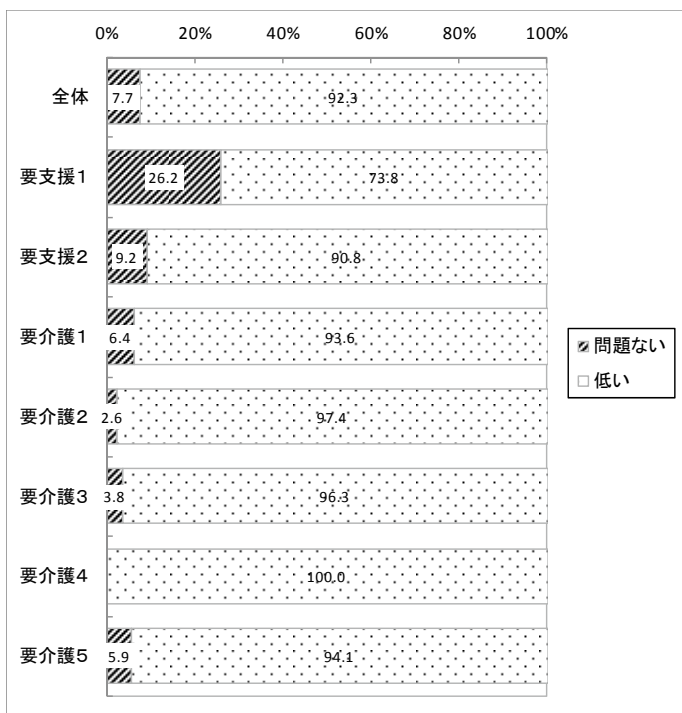 0% 20% 40% 60% 80% 100%
全体 7.7 92.3
要支援1 26.2 73.8
要支援2 9.2 90.8
要介護1 6.4 93.6
要介護2 2.6 97.4
要介護3 3.8 96.3
要介護4 100.0
要介護5 5.9 94.1
問題ない
低い